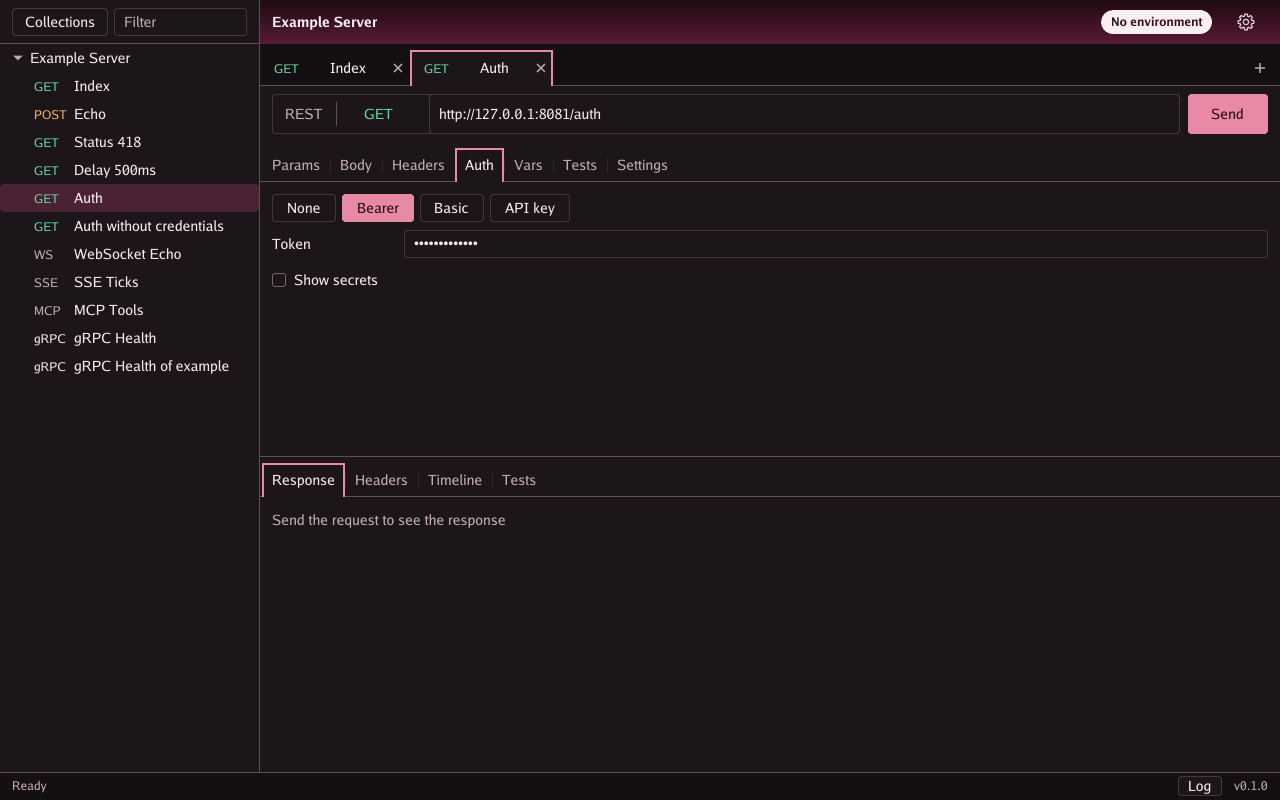 Collections
Filter
Example Server
No environment
Example Server
GET Index
POST Echo
GET Status 418
GET Delay 500ms
GET Auth
GET Auth without credentials
WS WebSocket Echo
SSE SSE Ticks
MCP MCP Tools
gRPC gRPC Health
gRPC gRPC Health of example
GET Index
GET Auth
REST GET http://127.0.0.1:8081/auth Send
Params Body Headers Auth Vars Tests Settings
None Bearer Basic API key
Token •••••••••••••
Show secrets
Response Headers Timeline Tests
Send the request to see the response
Ready
Log v0.1.0